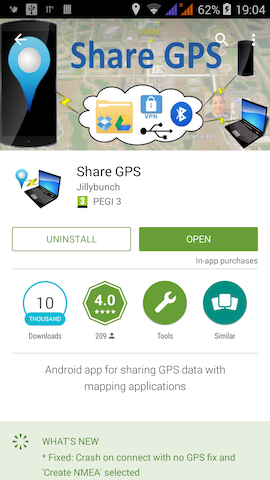 62% 19:04
Share GPS
VPN
Share GPS
Jillybunch
3 PEGI 3
UNINSTALL
OPEN
In-app purchases
10
THOUSAND
Downloads
4.0
209
Tools
Similar
Android app for sharing GPS data with
mapping applications
WHAT'S NEW
* Fixed: Crash on connect with no GPS fix and
'Create NMEA' selected